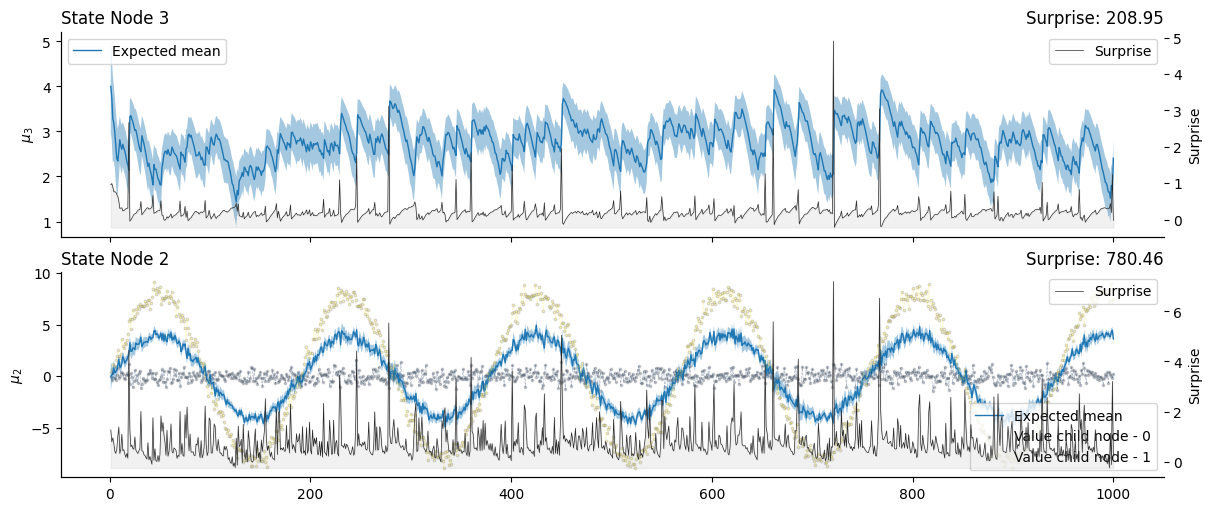 State Node 3
Surprise: 208.95
Expected mean
Surprise
5
4
3
2
1
μ3
5
4
3
2
1
0
Surprise
State Node 2
Surprise: 780.46
Surprise
10
5
0
−5
μ2
6
4
2
0
Surprise
Expected mean
Value child node - 0
Value child node - 1
0
200
400
600
800
1000